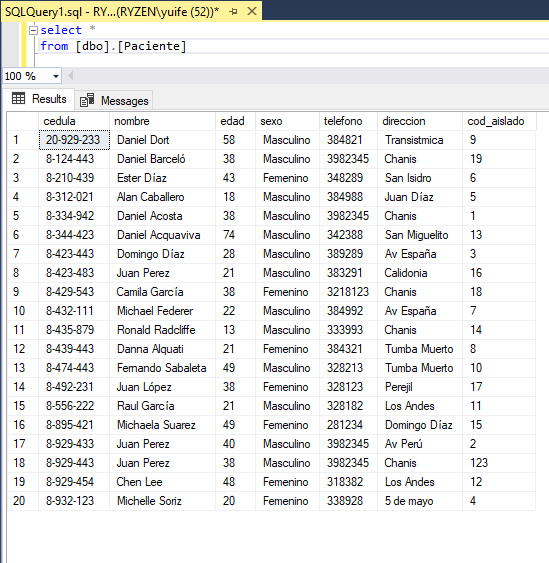 SQLQuery1.sql - RY...(RYZEN\yuife (52))*
select *
from [dbo].[Paciente]
100 %
Results Messages
cedula nombre edad sexo telefono direccion cod_aislado
1 20-929-233 Daniel Dort 58 Masculino 384821 Transistmica 9
2 8-124-443 Daniel Barceló 38 Masculino 3982345 Chanis 19
3 8-210-439 Ester Díaz 43 Femenino 348289 San Isidro 6
4 8-312-021 Alan Caballero 18 Masculino 384988 Juan Díaz 5
5 8-334-942 Daniel Acosta 38 Masculino 3982345 Chanis 1
6 8-344-423 Daniel Acquaviva 74 Masculino 342388 San Miguelito 13
7 8-423-443 Domingo Díaz 28 Masculino 389289 Av España 3
8 8-423-483 Juan Perez 21 Masculino 383291 Calidonia 16
9 8-429-543 Camila García 38 Femenino 3218123 Chanis 18
10 8-432-111 Michael Federer 22 Masculino 384992 Av España 7
11 8-435-879 Ronald Radcliffe 13 Masculino 333993 Chanis 14
12 8-439-443 Danna Alquati 21 Femenino 384321 Tumba Muerto 8
13 8-474-443 Fernando Sabaleta 49 Masculino 328213 Tumba Muerto 10
14 8-492-231 Juan López 38 Femenino 328123 Perejil 17
15 8-556-222 Raul García 21 Masculino 328182 Los Andes 11
16 8-895-421 Michaela Suarez 49 Femenino 281234 Domingo Díaz 15
17 8-929-433 Juan Perez 40 Masculino 3982345 Av Perú 2
18 8-929-443 Juan Perez 38 Masculino 3982345 Chanis 123
19 8-929-454 Chen Lee 48 Femenino 318382 Los Andes 12
20 8-932-123 Michelle Soriz 20 Femenino 338928 5 de mayo 4